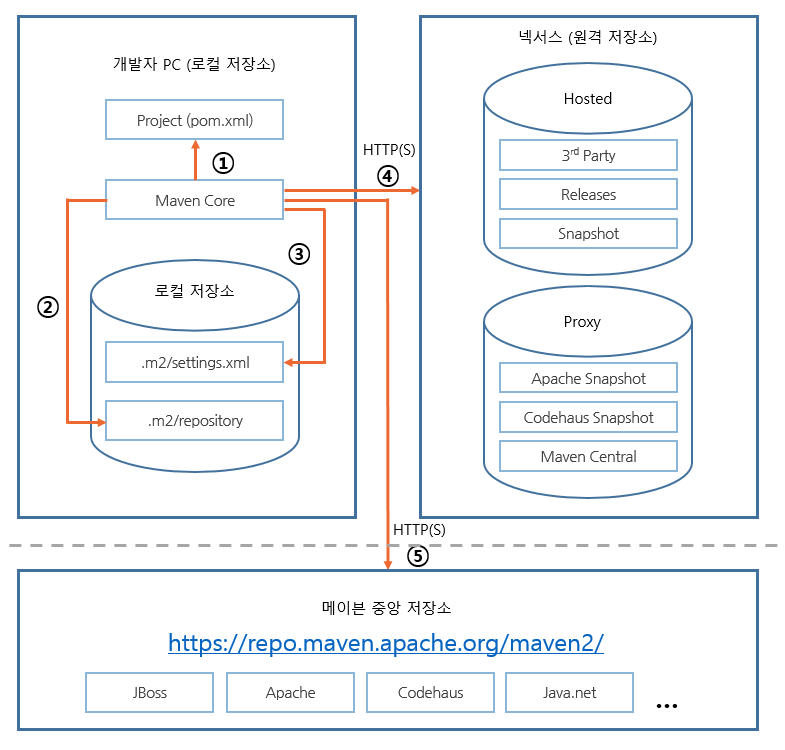 개발자 PC (로컬 저장소)
Project (pom.xml)
①
Maven Core
②
③
로컬 저장소
.m2/settings.xml
.m2/repository
HTTP(S)
④
넥서스 (원격 저장소)
Hosted
3rd Party
Releases
Snapshot
Proxy
Apache Snapshot
Codehaus Snapshot
Maven Central
HTTP(S)
⑤
메이븐 중앙 저장소
https://repo.maven.apache.org/maven2/
JBoss
Apache
Codehaus
Java.net
...